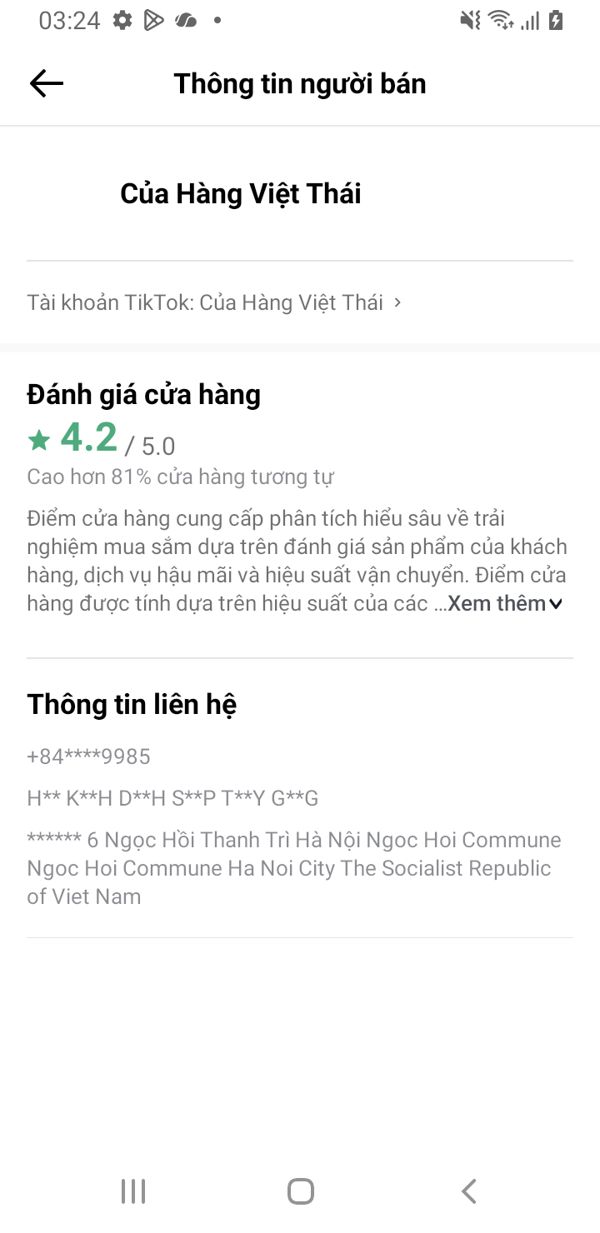 03:24
Thông tin người bán
Của Hàng Việt Thái
Tài khoản TikTok: Của Hàng Việt Thái
Đánh giá cửa hàng
4.2 / 5.0
Cao hơn 81% cửa hàng tương tự
Điểm cửa hàng cung cấp phân tích hiểu sâu về trải
nghiệm mua sắm dựa trên đánh giá sản phẩm của khách
hàng, dịch vụ hậu mãi và hiệu suất vận chuyển. Điểm cửa
hàng được tính dựa trên hiệu suất của các ...Xem thêm
Thông tin liên hệ
+84****9985
H** K**H D**H S**P T**Y G**G
****** 6 Ngọc Hồi Thanh Trì Hà Nội Ngoc Hoi Commune
Ngoc Hoi Commune Ha Noi City The Socialist Republic
of Viet Nam